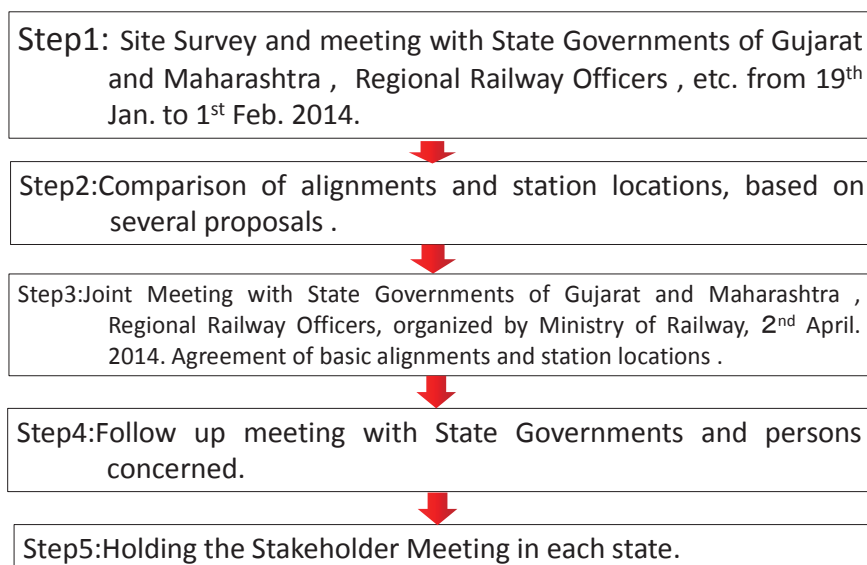 Step1: Site Survey and meeting with State Governments of Gujarat
and Maharashtra , Regional Railway Officers , etc. from 19th
Jan. to 1st Feb. 2014.
Step2:Comparison of alignments and station locations, based on
several proposals .
Step3:Joint Meeting with State Governments of Gujarat and Maharashtra ,
Regional Railway Officers, organized by Ministry of Railway, 2nd April.
2014. Agreement of basic alignments and station locations .
Step4:Follow up meeting with State Governments and persons
concerned.
Step5:Holding the Stakeholder Meeting in each state.